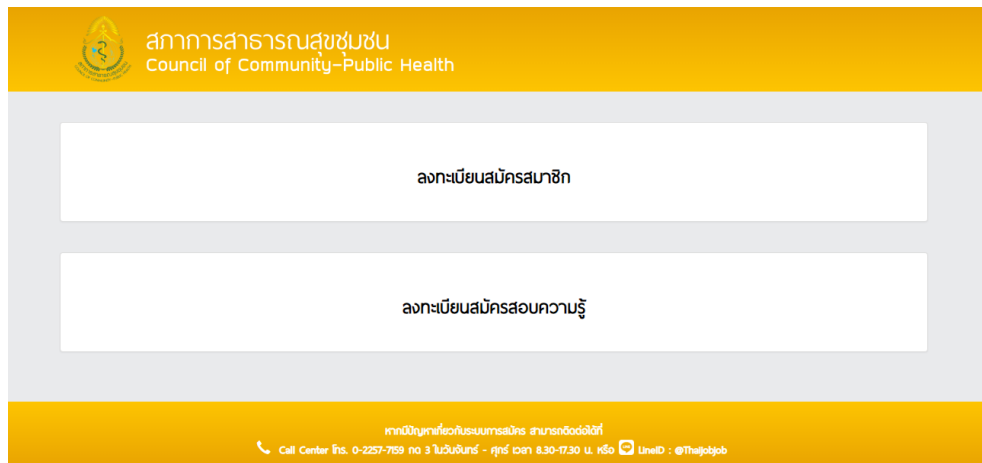 สภาการสาธารณสุขชุมชน
Council of Community-Public Health
ลงทะเบียนสมัครสมาชิก
ลงทะเบียนสมัครสอบความรู้
หากมีปัญหาเกี่ยวกับระบบการสมัคร สามารถติดต่อได้ที่
Call Center โทร. 0-2257-7159 กด 3 ในวันจันทร์ - ศุกร์ เวลา 8.30-17.30 น. หรือ LineID : @Thaijobjob